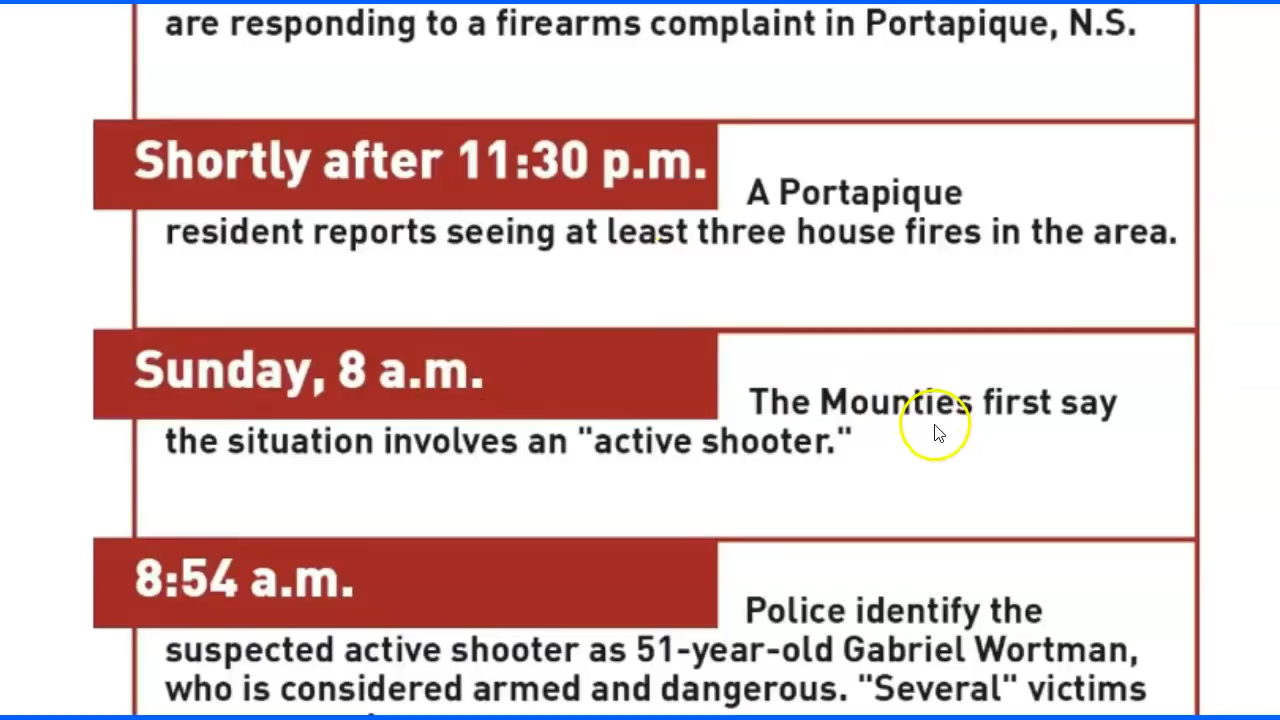 are responding to a firearms complaint in Portapique, N.S.
Shortly after 11:30 p.m.
A Portapique
resident reports seeing at least three house fires in the area.
Sunday, 8 a.m.
The Mounties first say
the situation involves an "active shooter."
8:54 a.m.
Police identify the
suspected active shooter as 51-year-old Gabriel Wortman,
who is considered armed and dangerous. "Several" victims